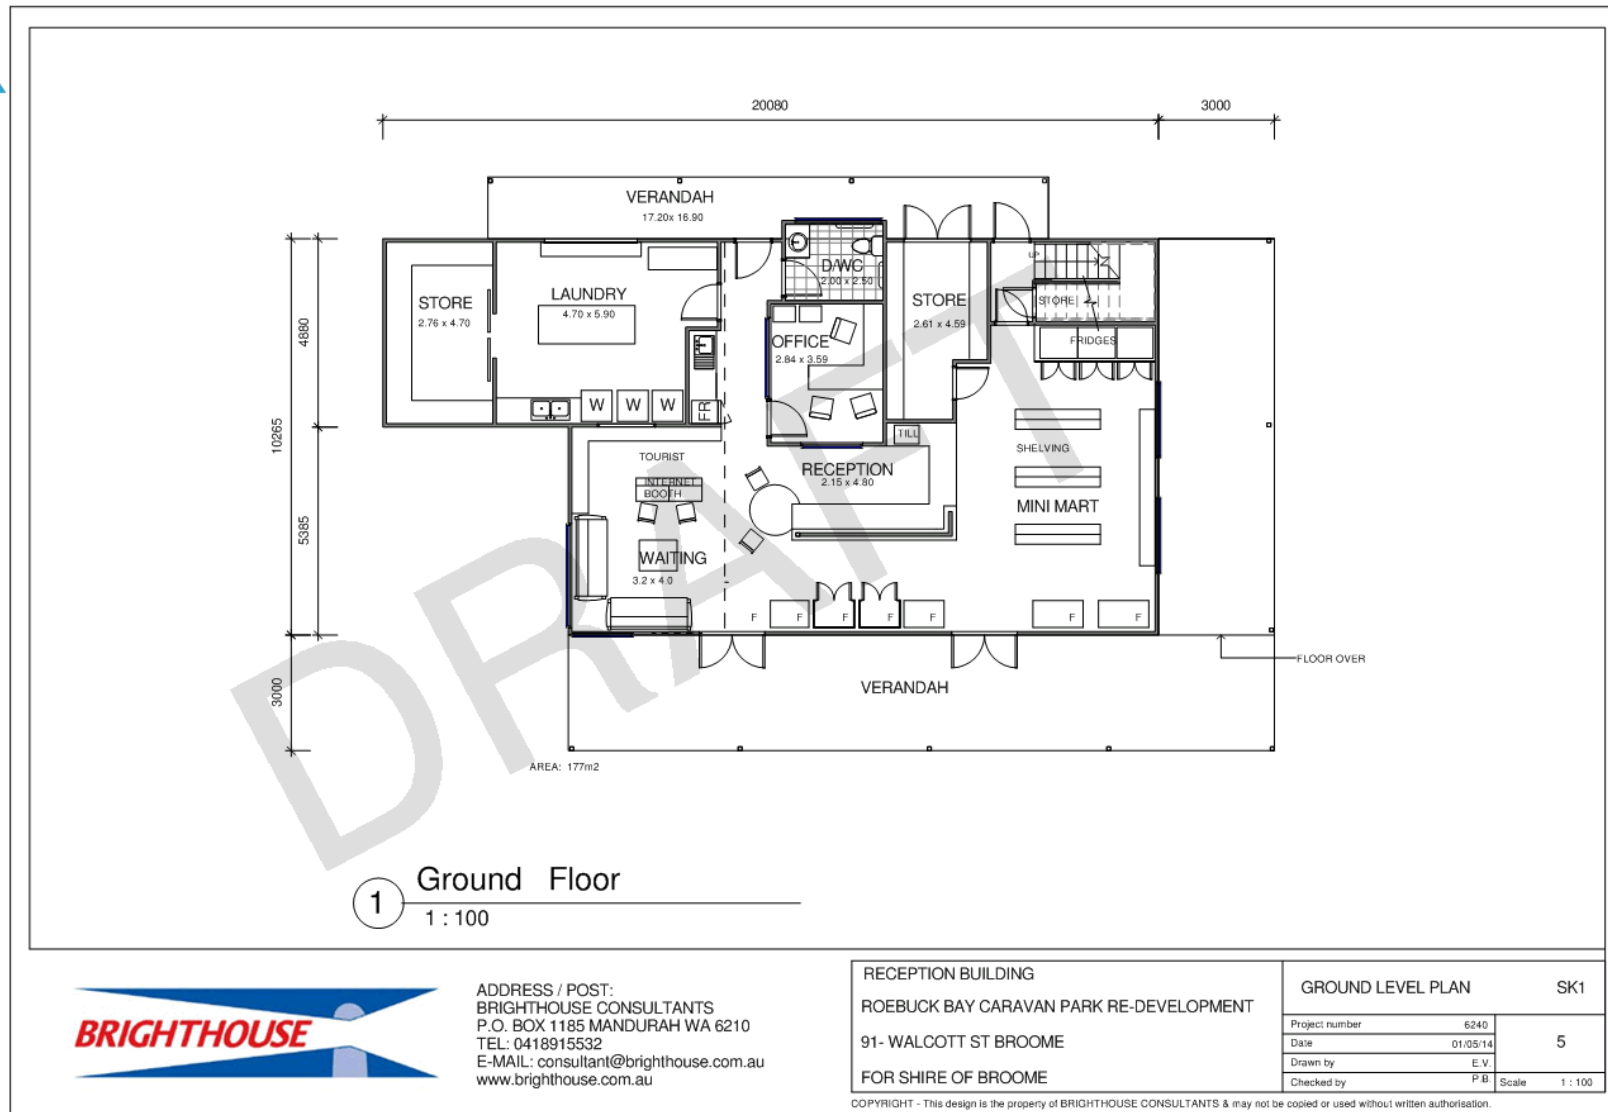 20080
3000
VERANDAH
17.20x 16.90
D/WC
2.00 x 2.50
UP
STORE
2.76 x 4.70
LAUNDRY
4.70 x 5.90
STORE
2.61 x 4.59
STORE
4880
OFFICE
2.84 x 3.59
FRIDGES
W W W
FR
10265
TILL
TOURIST
SHELVING
RECEPTION
2.15 x 4.80
INTERNET
BOOTH
MINI MART
5385
WAITING
3.2 x 4.0
F F F F F F F
FLOOR OVER
3000
VERANDAH
AREA: 177m2
DRAFT
1
Ground Floor
1 : 100
BRIGHTHOUSE
ADDRESS / POST:
BRIGHTHOUSE CONSULTANTS
P.O. BOX 1185 MANDURAH WA 6210
TEL: 0418915532
E-MAIL: consultant@brighthouse.com.au
www.brighthouse.com.au
RECEPTION BUILDING
ROEBUCK BAY CARAVAN PARK RE-DEVELOPMENT
91- WALCOTT ST BROOME
FOR SHIRE OF BROOME
GROUND LEVEL PLAN SK1
Project number 6240
Date 01/05/14
5
Drawn by E.V.
Checked by P.B.
Scale 1 : 100
COPYRIGHT - This design is the property of BRIGHTHOUSE CONSULTANTS & may not be copied or used without written authorisation.